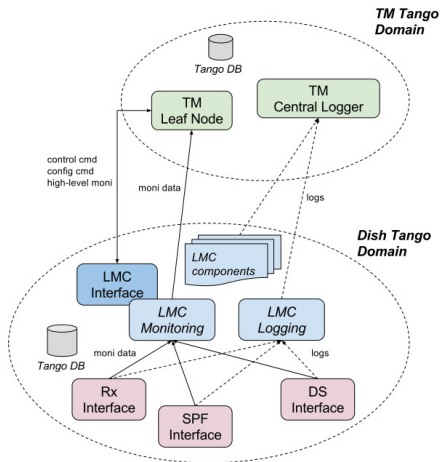 TM Tango
Domain
Tango DB
TM
Leaf Node
TM
Central Logger
control cmd
config cmd
high-level moni
moni data
logs
Dish Tango
Domain
LMC
components
LMC
Interface
LMC
Monitoring
LMC
Logging
Tango DB
moni data
logs
Rx
Interface
SPF
Interface
DS
Interface